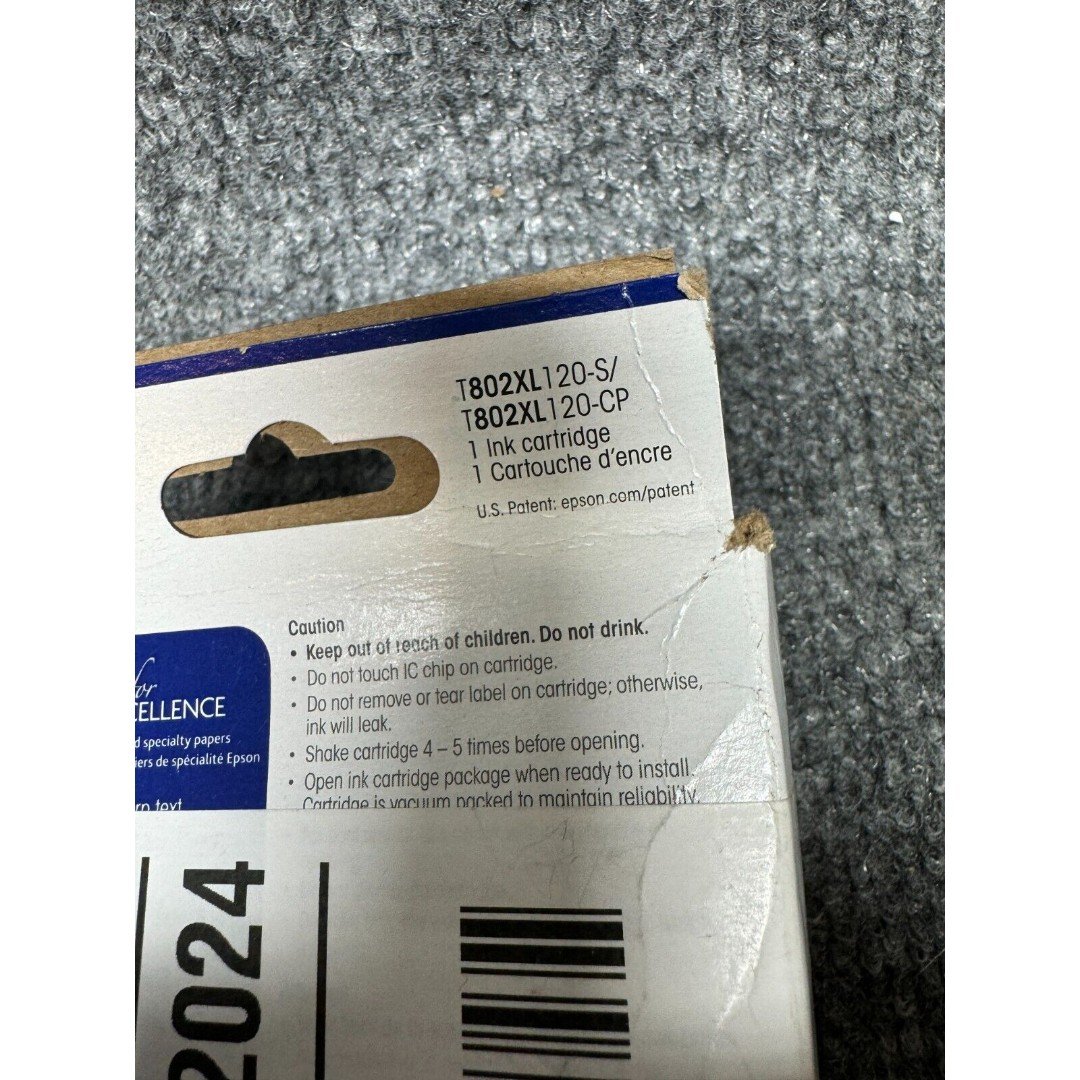 T802XL120-S/
T802XL120-CP
1 Ink cartridge
1 Cartouche d'encre
U.S. Patent: epson.com/patent
Caution
• Keep out of reach of children. Do not drink.
• Do not touch IC chip on cartridge.
• Do not remove or tear label on cartridge; otherwise,
ink will leak.
• Shake cartridge 4 – 5 times before opening.
• Open ink cartridge package when ready to install.
Cartridge is vacuum packed to maintain reliability.
for
CELLENCE
d specialty papers
iers de spécialité Epson
2024